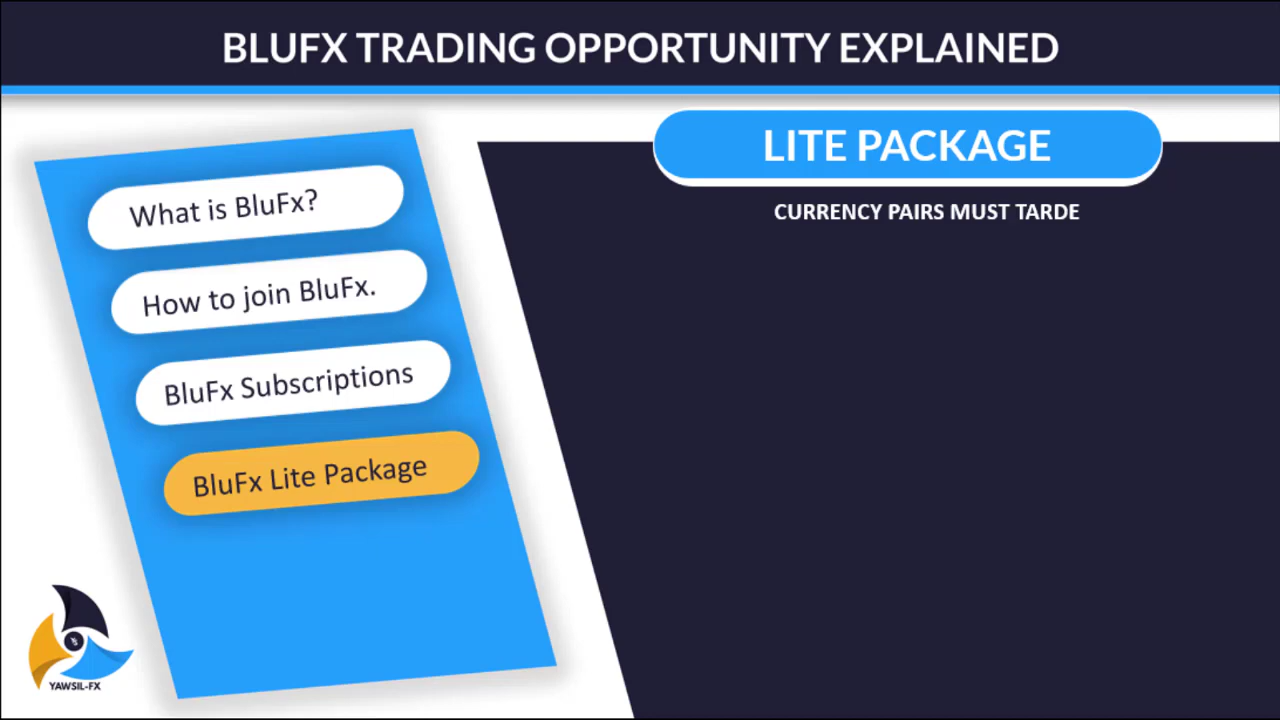 BLUFX TRADING OPPORTUNITY EXPLAINED
LITE PACKAGE
CURRENCY PAIRS MUST TARDE
What is BluFx?
How to join BluFx.
BluFx Subscriptions
BluFx Lite Package
YAWSIL-FX